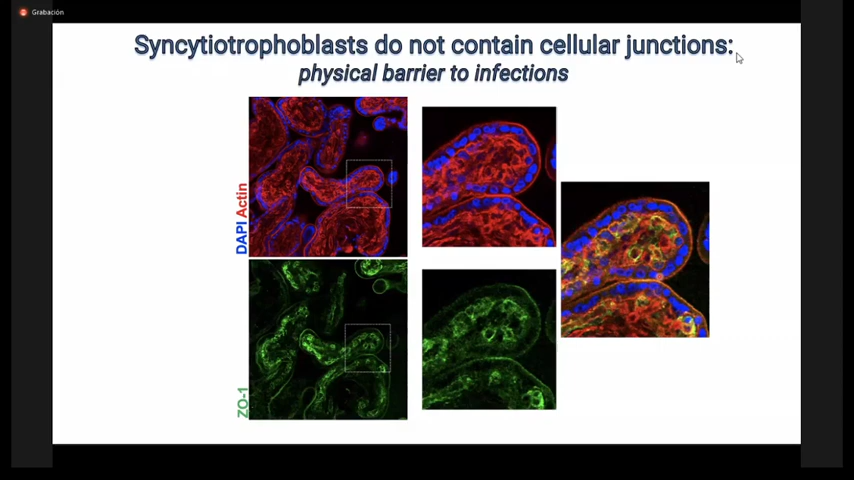 Grabación
Syncytiotrophoblasts do not contain cellular junctions:
physical barrier to infections
DAPI Actin
ZO-1